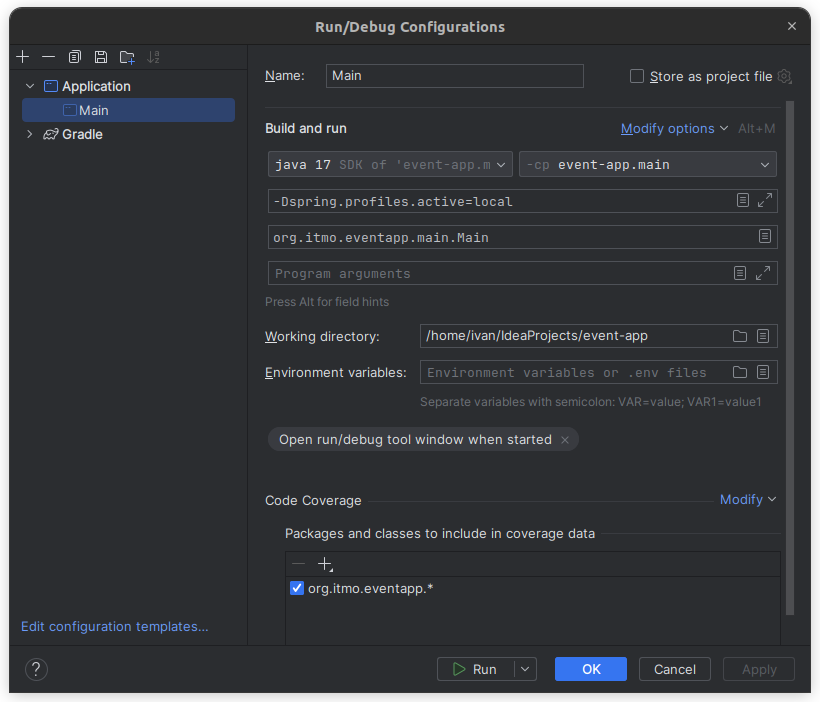 Run/Debug Configurations
Application
Main
Gradle
Edit configuration templates...
Name: Main
Store as project file
Build and run
Modify options Alt+M
java 17 SDK of 'event-app.m
-cp event-app.main
-Dspring.profiles.active=local
org.itmo.eventapp.main.Main
Program arguments
Press Alt for field hints
Working directory: /home/ivan/IdeaProjects/event-app
Environment variables: Environment variables or .env files
Separate variables with semicolon: VAR=value; VAR1=value1
Open run/debug tool window when started
Code Coverage
Modify
Packages and classes to include in coverage data
org.itmo.eventapp.*
? Run OK Cancel Apply